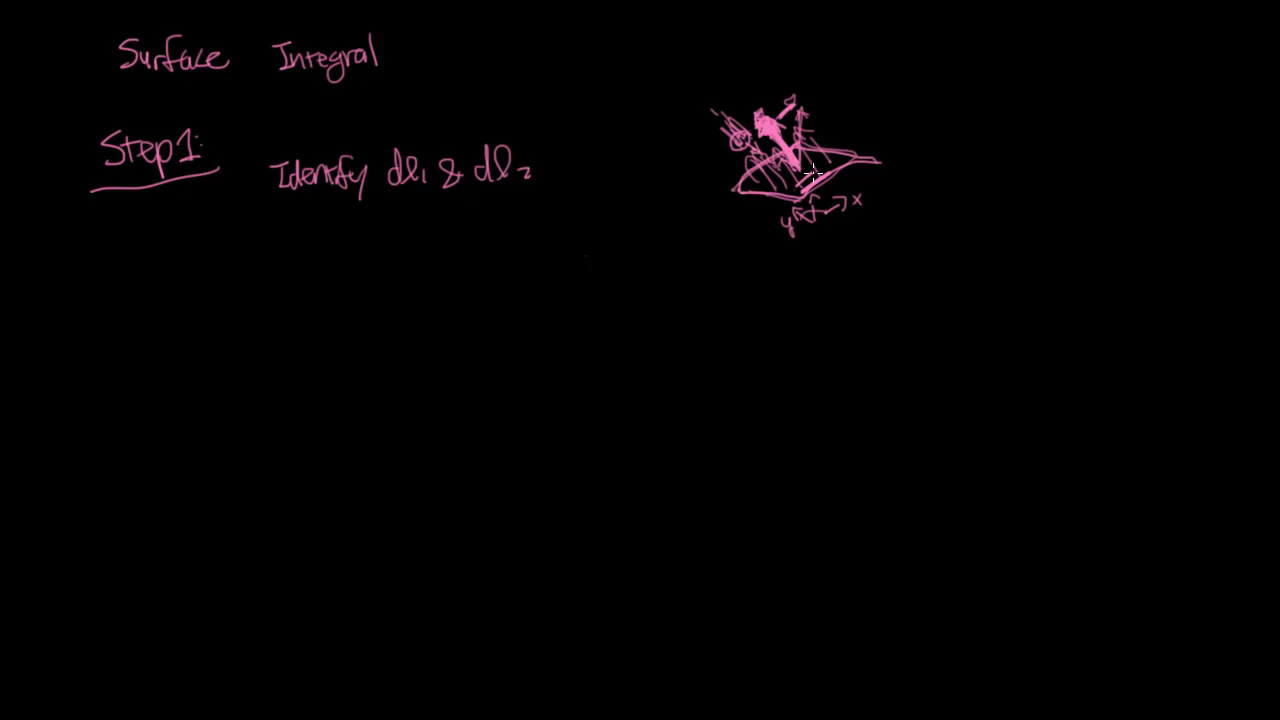 Surface Integral
Step 1: Identify dl₁ & dl₂
x
y